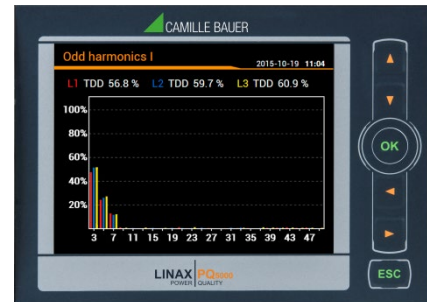 CAMILLE BAUER
Odd harmonics I
2015-10-19 11:04
L1 TDD 56.8 % L2 TDD 59.7 % L3 TDD 60.9 %
100%
80%
60%
40%
20%
3 7 11 15 19 23 27 31 35 39 43 47
OK
LINAX PQ3000
POWER QUALITY
ESC